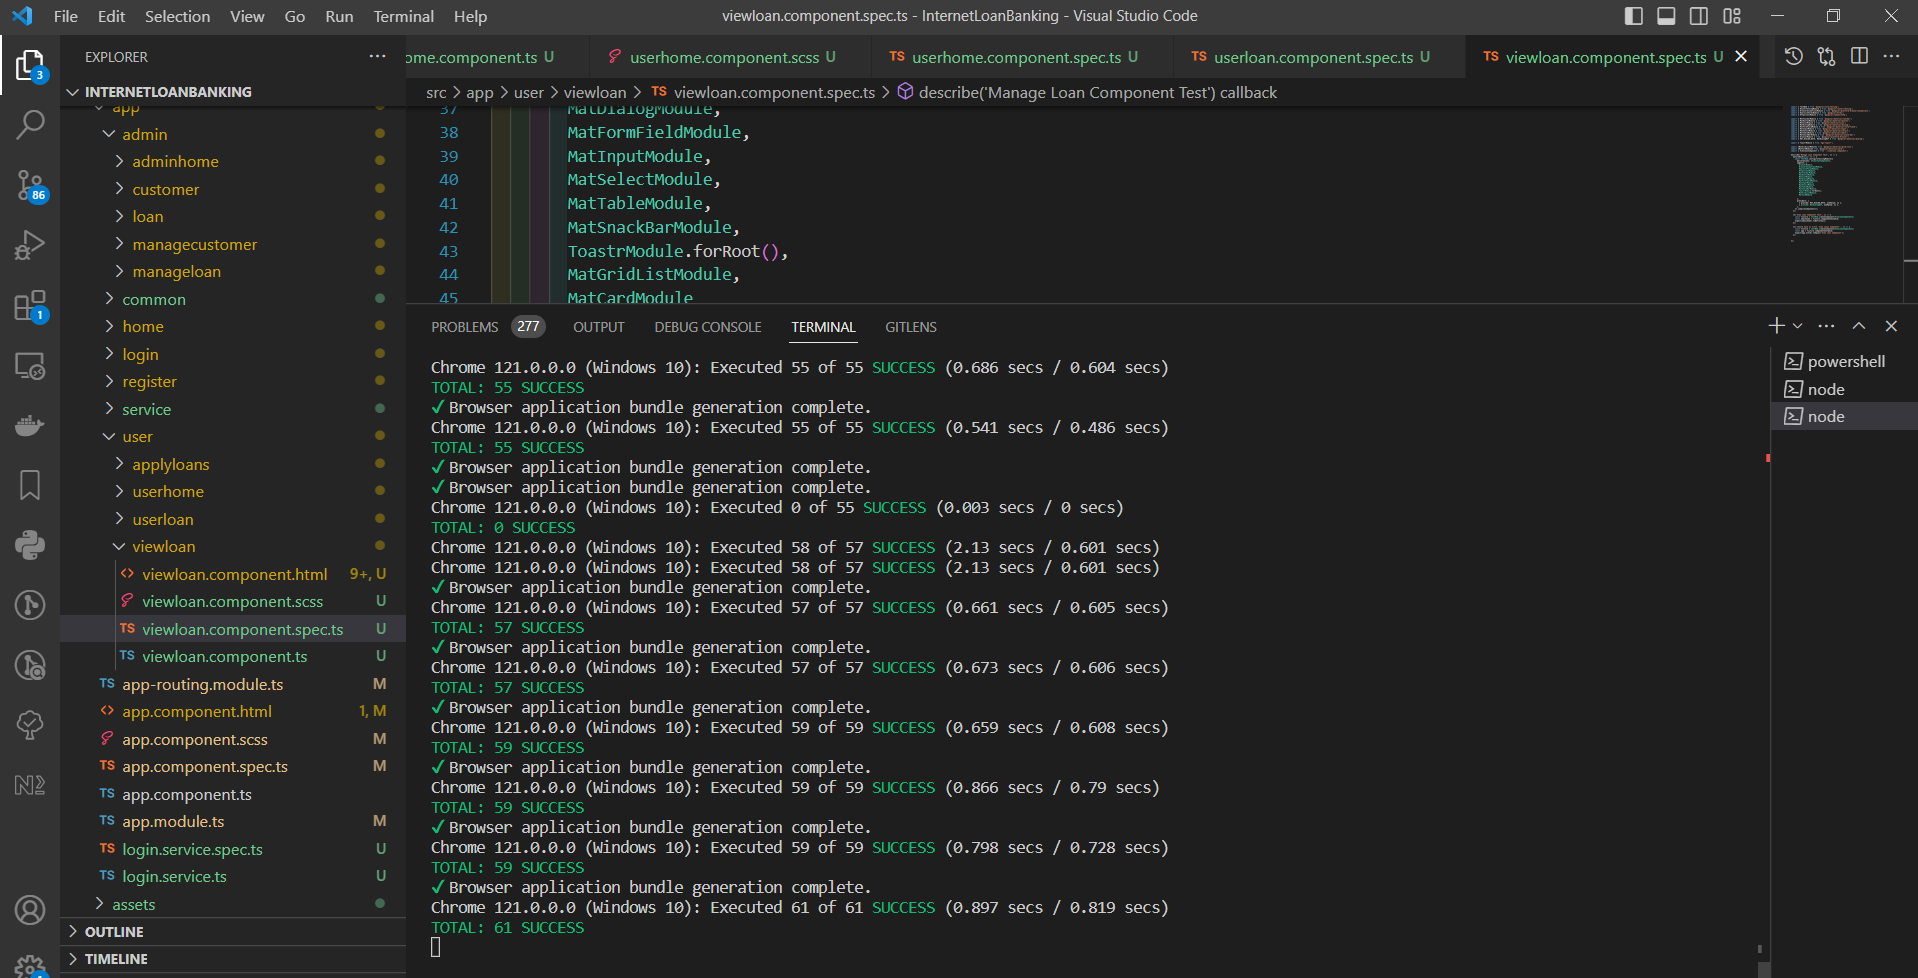 File Edit Selection View Go Run Terminal Help
viewloan.component.spec.ts - InternetLoanBanking - Visual Studio Code
EXPLORER
ome.component.ts U
userhome.component.scss U
TS userhome.component.spec.ts U
TS userloan.component.spec.ts U
TS viewloan.component.spec.ts U
src > app > user > viewloan > TS viewloan.component.spec.ts > describe('Manage Loan Component Test') callback
3
86
1
INTERNETLOANBANKING
app
admin
adminhome
customer
loan
managecustomer
manageloan
common
home
login
register
service
user
applyloans
userhome
userloan
viewloan
<> viewloan.component.html 9+, U
viewloan.component.scss U
TS viewloan.component.spec.ts U
TS viewloan.component.ts U
TS app-routing.module.ts M
<> app.component.html 1, M
app.component.scss M
TS app.component.spec.ts M
TS app.component.ts
TS app.module.ts M
TS login.service.spec.ts U
TS login.service.ts U
assets
OUTLINE
TIMELINE
37 MatDialogModule,
38 MatFormFieldModule,
39 MatInputModule,
40 MatSelectModule,
41 MatTableModule,
42 MatSnackBarModule,
43 ToastrModule.forRoot(),
44 MatGridListModule,
45 MatCardModule
PROBLEMS 277 OUTPUT DEBUG CONSOLE TERMINAL GITLENS
Chrome 121.0.0.0 (Windows 10): Executed 55 of 55 SUCCESS (0.686 secs / 0.604 secs)
TOTAL: 55 SUCCESS
✓ Browser application bundle generation complete.
Chrome 121.0.0.0 (Windows 10): Executed 55 of 55 SUCCESS (0.541 secs / 0.486 secs)
TOTAL: 55 SUCCESS
✓ Browser application bundle generation complete.
✓ Browser application bundle generation complete.
Chrome 121.0.0.0 (Windows 10): Executed 0 of 55 SUCCESS (0.003 secs / 0 secs)
TOTAL: 0 SUCCESS
Chrome 121.0.0.0 (Windows 10): Executed 58 of 57 SUCCESS (2.13 secs / 0.601 secs)
Chrome 121.0.0.0 (Windows 10): Executed 58 of 57 SUCCESS (2.13 secs / 0.601 secs)
✓ Browser application bundle generation complete.
Chrome 121.0.0.0 (Windows 10): Executed 57 of 57 SUCCESS (0.661 secs / 0.605 secs)
TOTAL: 57 SUCCESS
✓ Browser application bundle generation complete.
Chrome 121.0.0.0 (Windows 10): Executed 57 of 57 SUCCESS (0.673 secs / 0.606 secs)
TOTAL: 57 SUCCESS
✓ Browser application bundle generation complete.
Chrome 121.0.0.0 (Windows 10): Executed 59 of 59 SUCCESS (0.659 secs / 0.608 secs)
TOTAL: 59 SUCCESS
✓ Browser application bundle generation complete.
Chrome 121.0.0.0 (Windows 10): Executed 59 of 59 SUCCESS (0.866 secs / 0.79 secs)
TOTAL: 59 SUCCESS
✓ Browser application bundle generation complete.
Chrome 121.0.0.0 (Windows 10): Executed 59 of 59 SUCCESS (0.798 secs / 0.728 secs)
TOTAL: 59 SUCCESS
✓ Browser application bundle generation complete.
Chrome 121.0.0.0 (Windows 10): Executed 61 of 61 SUCCESS (0.897 secs / 0.819 secs)
TOTAL: 61 SUCCESS
powershell
node
node